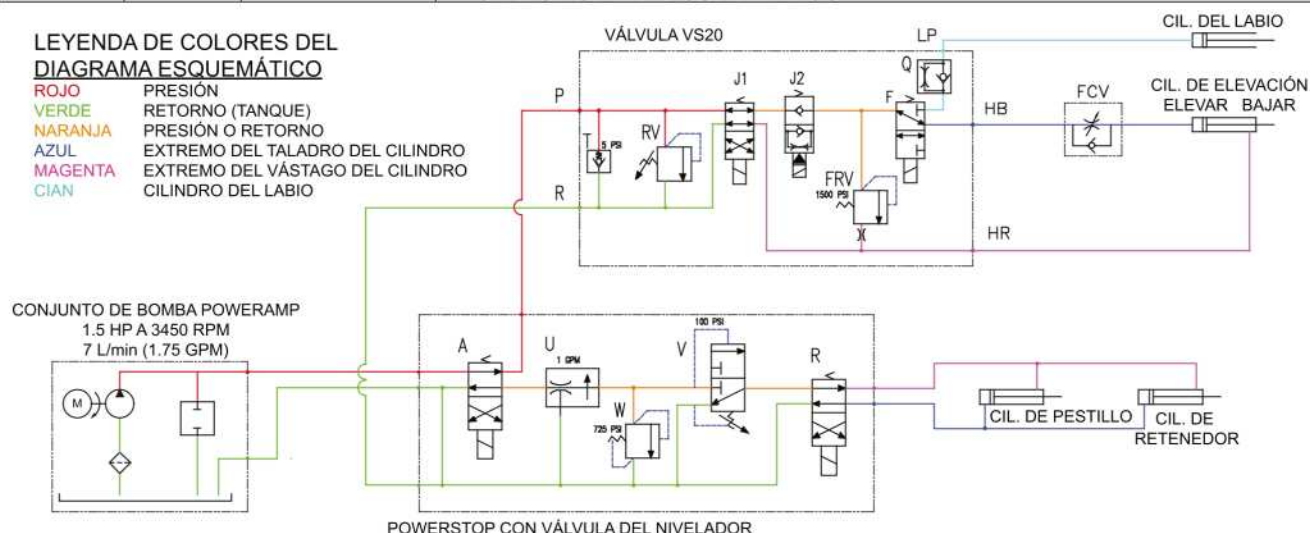 LEYENDA DE COLORES DEL
DIAGRAMA ESQUEMÁTICO
ROJO PRESIÓN
VERDE RETORNO (TANQUE)
NARANJA PRESIÓN O RETORNO
AZUL EXTREMO DEL TALADRO DEL CILINDRO
MAGENTA EXTREMO DEL VÁSTAGO DEL CILINDRO
CIAN CILINDRO DEL LABIO
VÁLVULA VS20
LP
CIL. DEL LABIO
Q
J1
J2
F
P
HB
FCV
CIL. DE ELEVACIÓN
ELEVAR BAJAR
T
5 PSI
RV
FRV
1500 PSI
R
HR
CONJUNTO DE BOMBA POWERAMP
1.5 HP A 3450 RPM
7 L/min (1.75 GPM)
M
A
U
1 GPM
100 PSI
V
R
W
725 PSI
CIL. DE PESTILLO
CIL. DE
RETENEDOR
POWERSTOP CON VÁLVULA DEL NIVELADOR